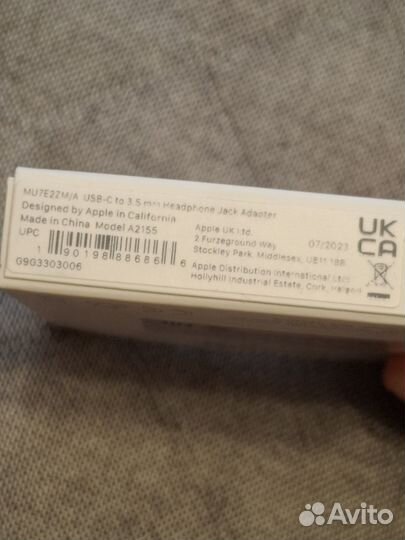 MU7E2ZM/A USB-C to 3.5 mm Headphone Jack Adapter
Designed by Apple in California
Made in China Model A2155
UPC
1 90198 88686 6
G9G3303006
Apple UK Ltd.
2 Furzeground Way
Stockley Park, Middlesex, UB11 1BB
Apple Distribution International Ltd.
Hollyhill Industrial Estate, Cork,
07/2023
UK
CA
Avito